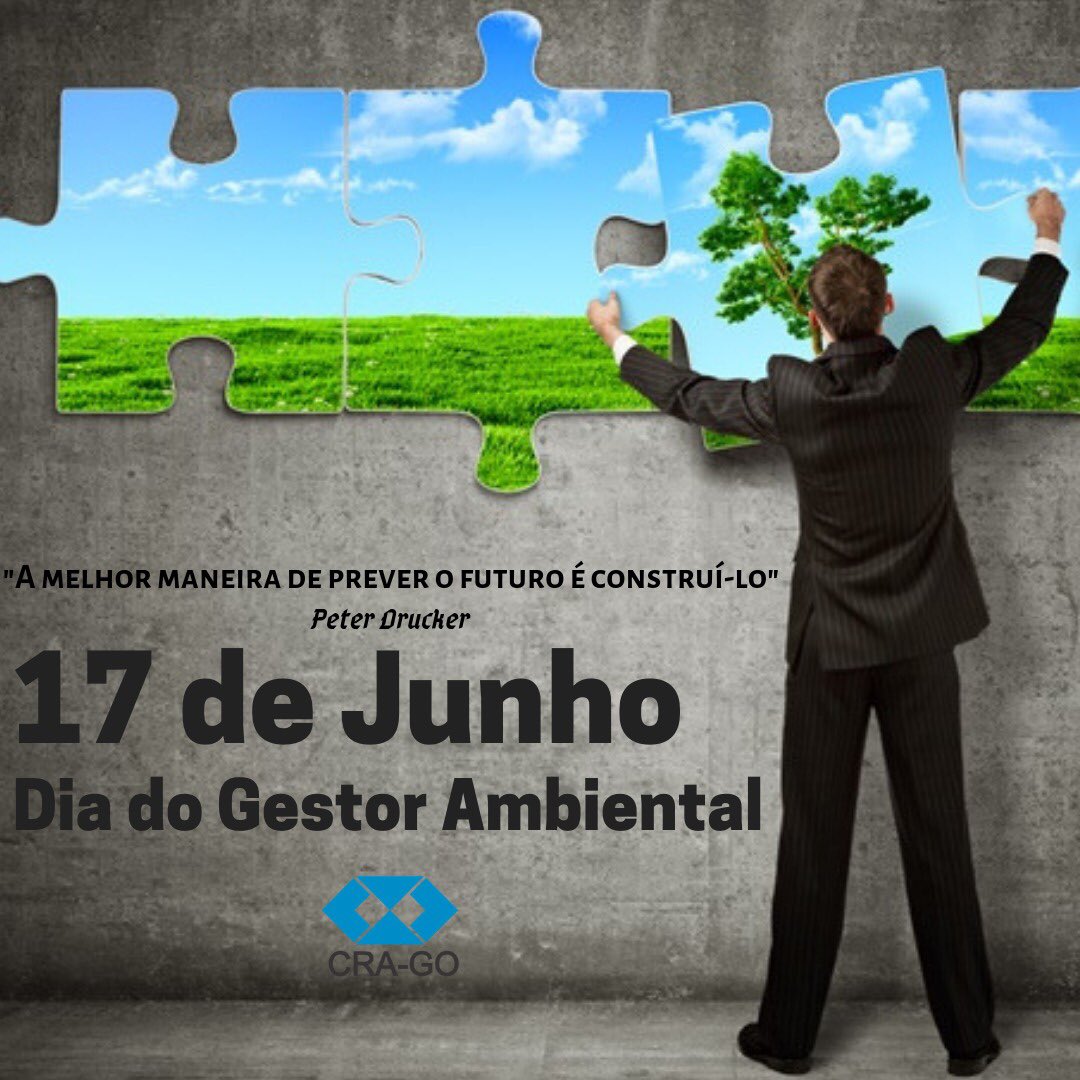 "A MELHOR MANEIRA DE PREVER O FUTURO É CONSTRUÍ-LO"
Peter Drucker
17 de Junho
Dia do Gestor Ambiental
CRA-GO